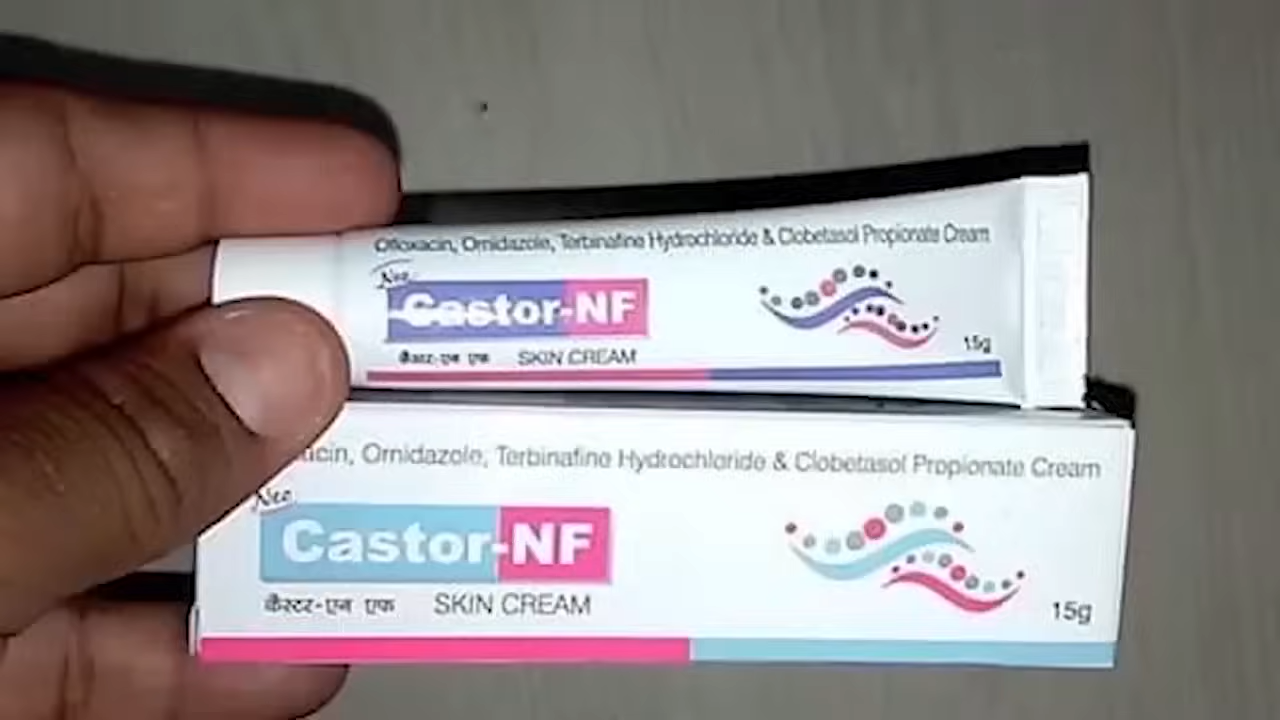 Ofloxacin, Ornidazole, Terbinafine Hydrochloride & Clobetasol Propionate Cream
Neo
Castor-NF
कैस्टर-एन एफ SKIN CREAM
15g
Ornidazole, Terbinafine Hydrochloride & Clobetasol Propionate Cream
Neo
Castor-NF
कैस्टर-एन एफ SKIN CREAM
15g